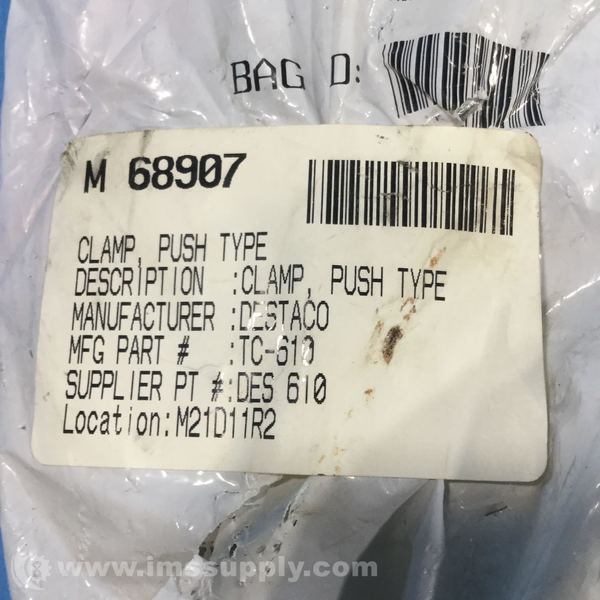 BAG D:
M 68907
CLAMP, PUSH TYPE
DESCRIPTION :CLAMP, PUSH TYPE
MANUFACTURER :DESTACO
MFG PART # :TC-610
SUPPLIER PT #:DES 610
Location:M21D11R2
www.imssupply.com